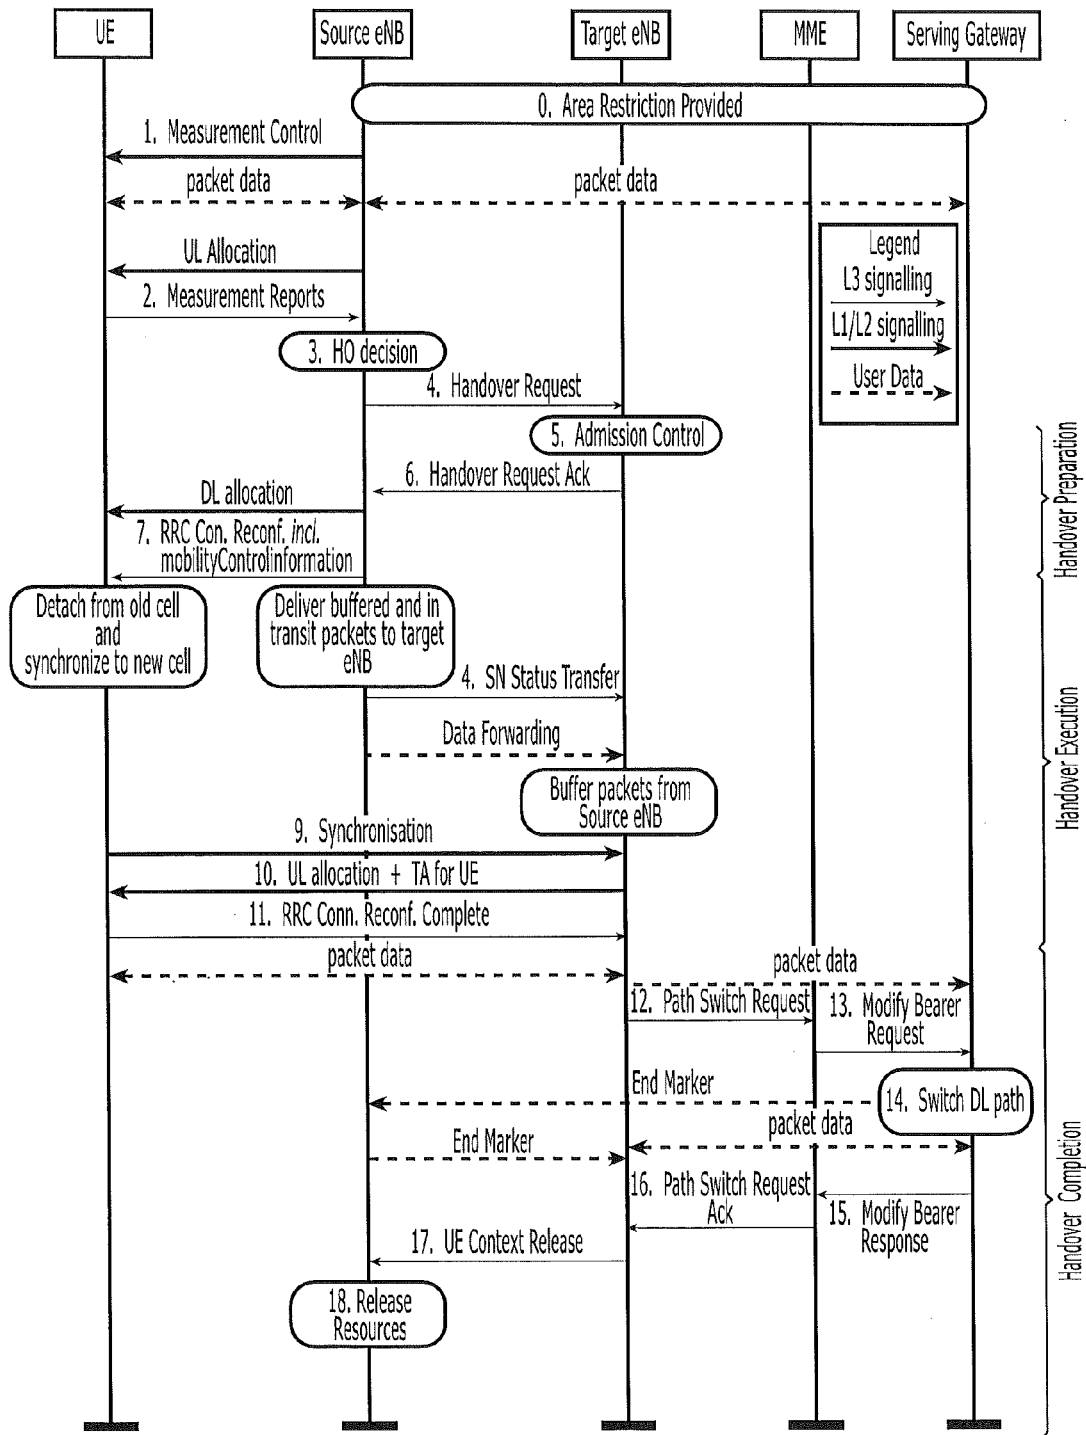 UE
Source eNB
Target eNB
MME
Serving Gateway
0. Area Restriction Provided
1. Measurement Control
packet data
packet data
UL Allocation
Legend
L3 signalling
L1/L2 signalling
User Data
2. Measurement Reports
3. HO decision
4. Handover Request
5. Admission Control
6. Handover Request Ack
DL allocation
7. RRC Con. Reconf. incl.
mobilityControlinformation
Handover Preparation
Detach from old cell
and
synchronize to new cell
Deliver buffered and in
transit packets to target
eNB
4. SN Status Transfer
Data Forwarding
Buffer packets from
Source eNB
9. Synchronisation
10. UL allocation + TA for UE
11. RRC Conn. Reconf. Complete
Handover Execution
packet data
packet data
12. Path Switch Request
13. Modify Bearer
Request
End Marker
14. Switch DL path
packet data
End Marker
16. Path Switch Request
Ack
15. Modify Bearer
Response
17. UE Context Release
18. Release
Resources
Handover Completion